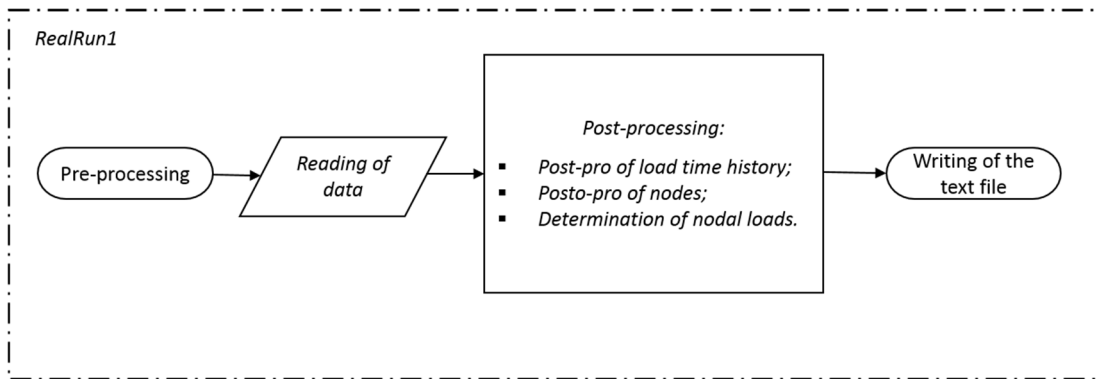 RealRun1
Pre-processing
Reading of
data
Post-processing:
▪ Post-pro of load time history;
▪ Posto-pro of nodes;
▪ Determination of nodal loads.
Writing of the
text file